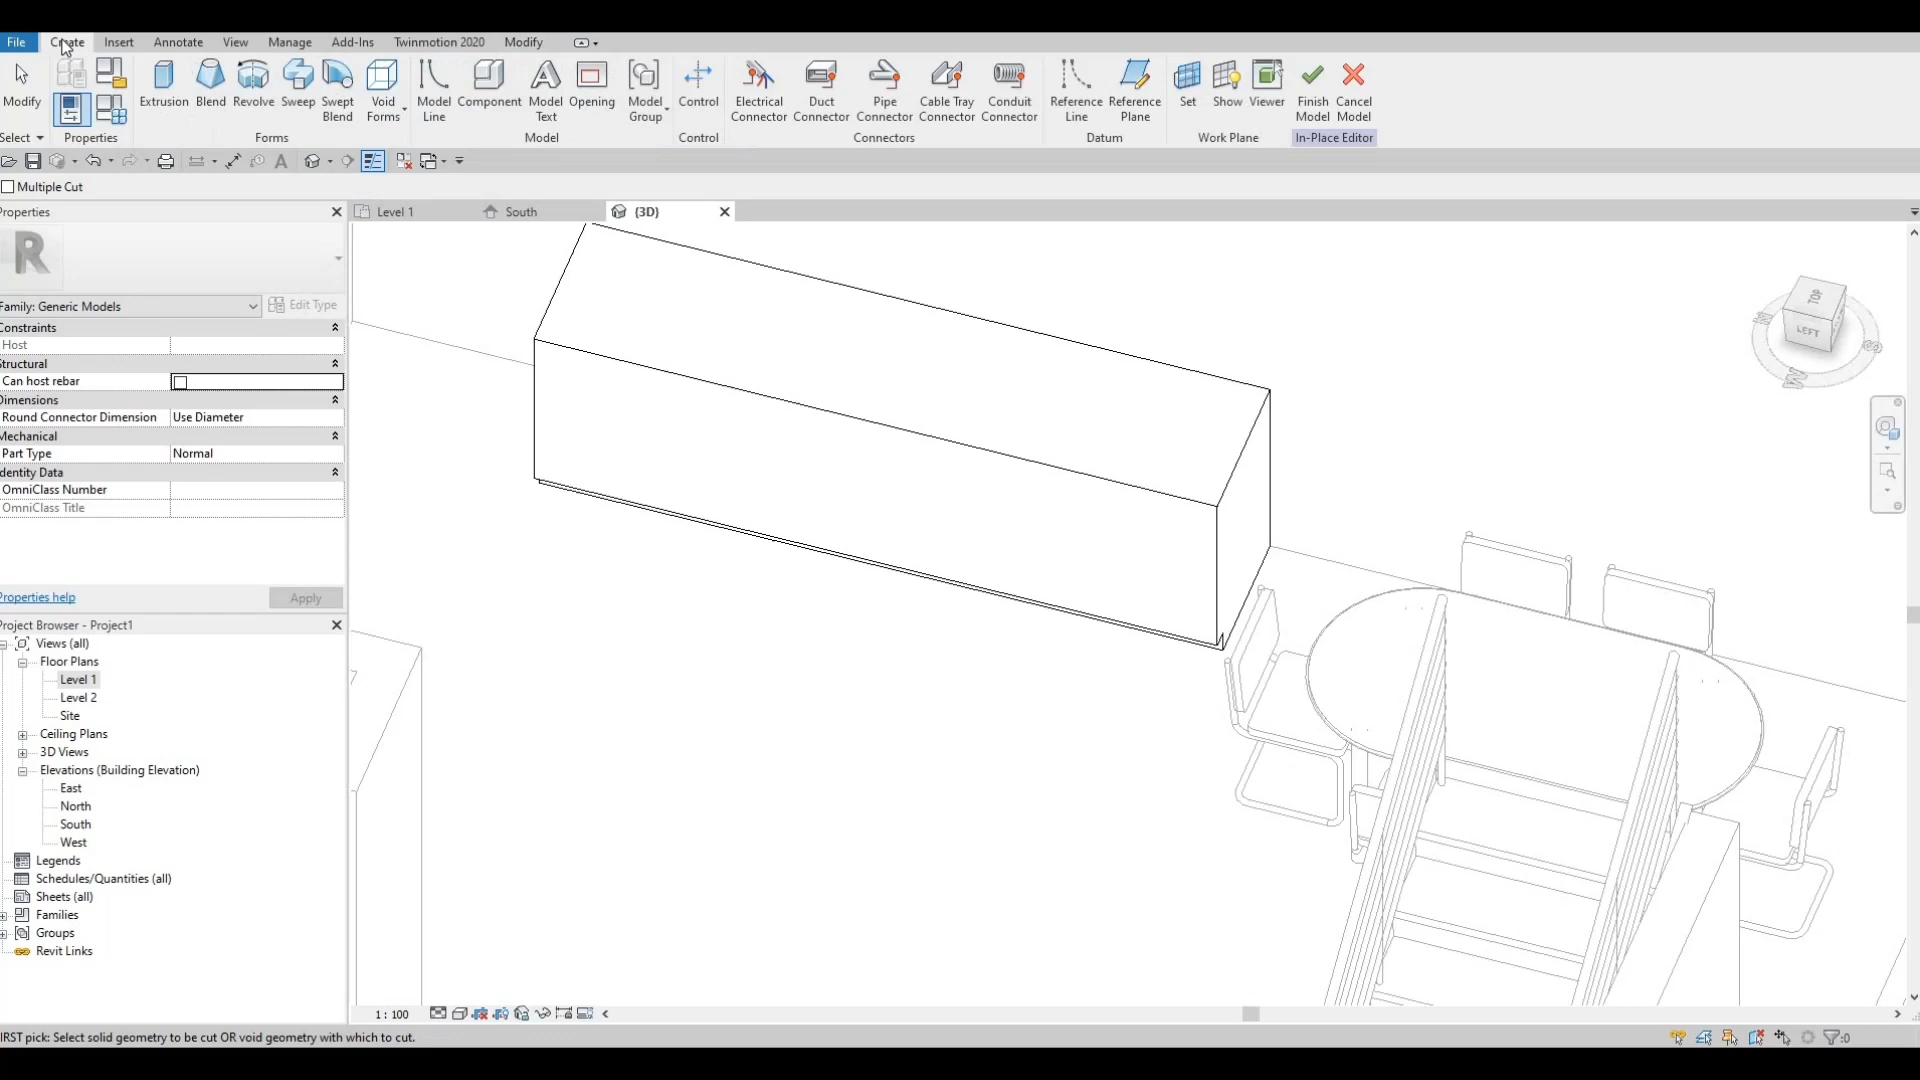 File Create Insert Annotate View Manage Add-Ins Twinmotion 2020 Modify
Modify Extrusion Blend Revolve Sweep Swept Blend Void Forms Model Line Component Model Text Opening Model Group Control Electrical Connector Duct Connector Pipe Connector Cable Tray Connector Conduit Connector Reference Line Reference Plane Set Show Viewer Finish Model Cancel Model
Select Properties Forms Model Control Connectors Datum Work Plane In-Place Editor
Multiple Cut
Properties
Level 1 South (3D)
R
Family: Generic Models Edit Type
Constraints
Host
Structural
Can host rebar
Dimensions
Round Connector Dimension Use Diameter
Mechanical
Part Type Normal
Identity Data
OmniClass Number
OmniClass Title
Properties help Apply
Project Browser - Project1
Views (all)
Floor Plans
Level 1
Level 2
Site
Ceiling Plans
3D Views
Elevations (Building Elevation)
East
North
South
West
Legends
Schedules/Quantities (all)
Sheets (all)
Families
Groups
Revit Links
TOP
LEFT
W
S
1 : 100
IRST pick: Select solid geometry to be cut OR void geometry with which to cut.
:0